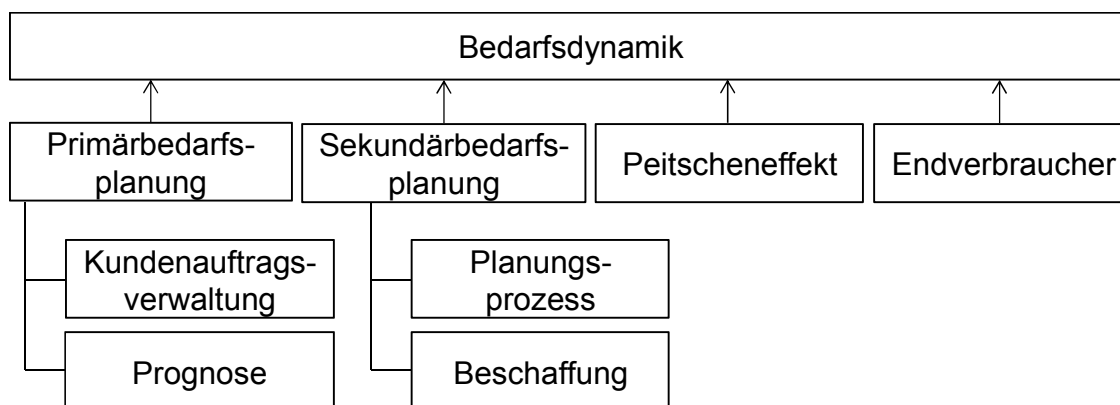 Bedarfsdynamik
Primärbedarfs-
planung
Sekundärbedarfs-
planung
Peitscheneffekt
Endverbraucher
Kundenauftrags-
verwaltung
Planungs-
prozess
Prognose
Beschaffung